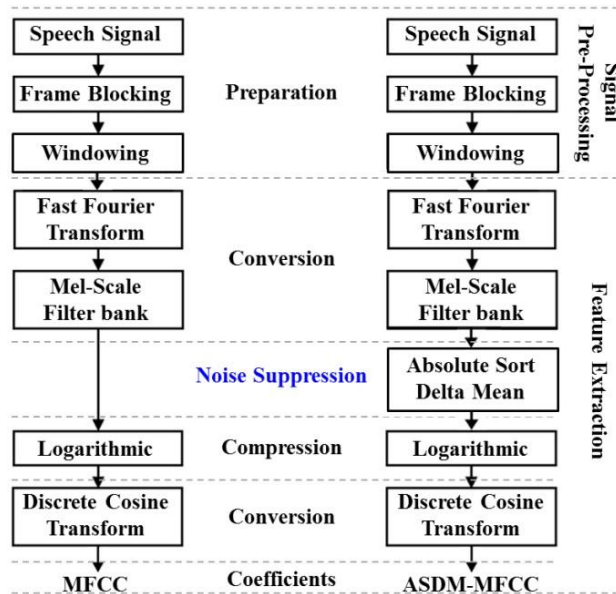 Speech Signal
Frame Blocking
Windowing
Fast Fourier
Transform
Mel-Scale
Filter bank
Logarithmic
Discrete Cosine
Transform
MFCC
Preparation
Conversion
Noise Suppression
Compression
Conversion
Coefficients
Speech Signal
Frame Blocking
Windowing
Fast Fourier
Transform
Mel-Scale
Filter bank
Absolute Sort
Delta Mean
Logarithmic
Discrete Cosine
Transform
ASDM-MFCC
Signal
Pre-Processing
Feature Extraction